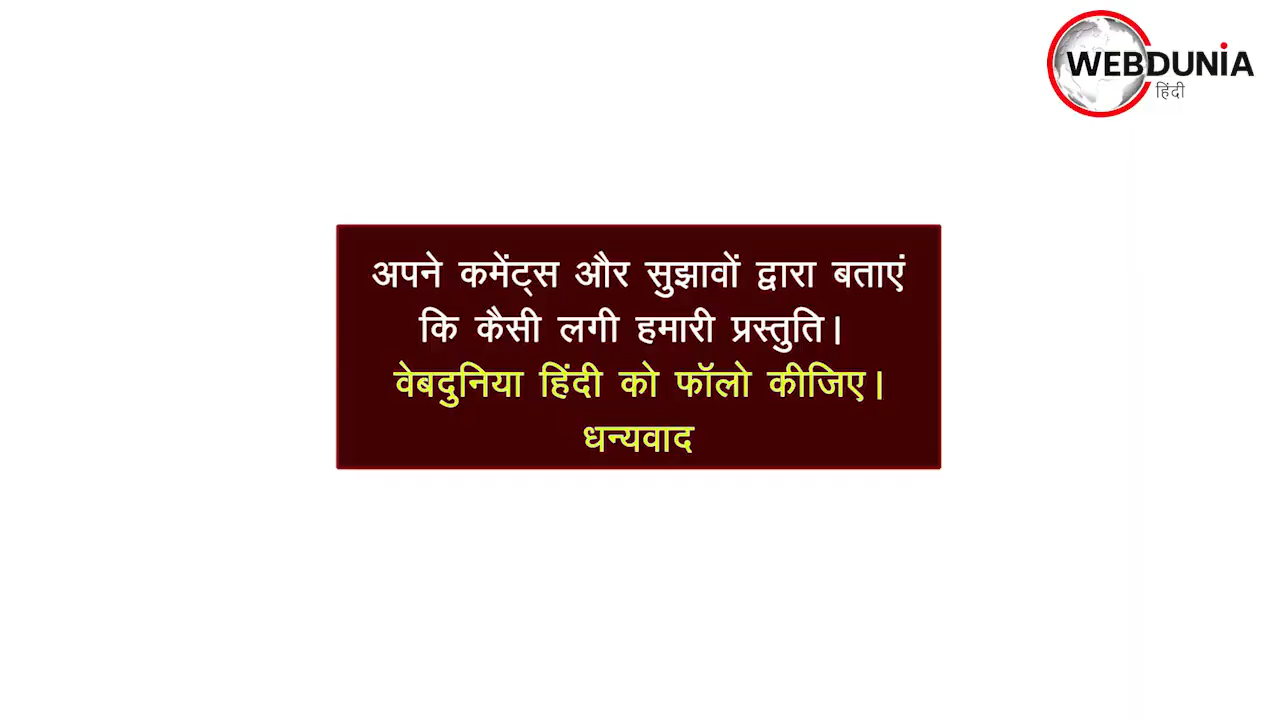 WEBDUNIA
हिंदी
अपने कमेंट्स और सुझावों द्वारा बताएं
कि कैसी लगी हमारी प्रस्तुति।
वेबदुनिया हिंदी को फॉलो कीजिए।
धन्यवाद